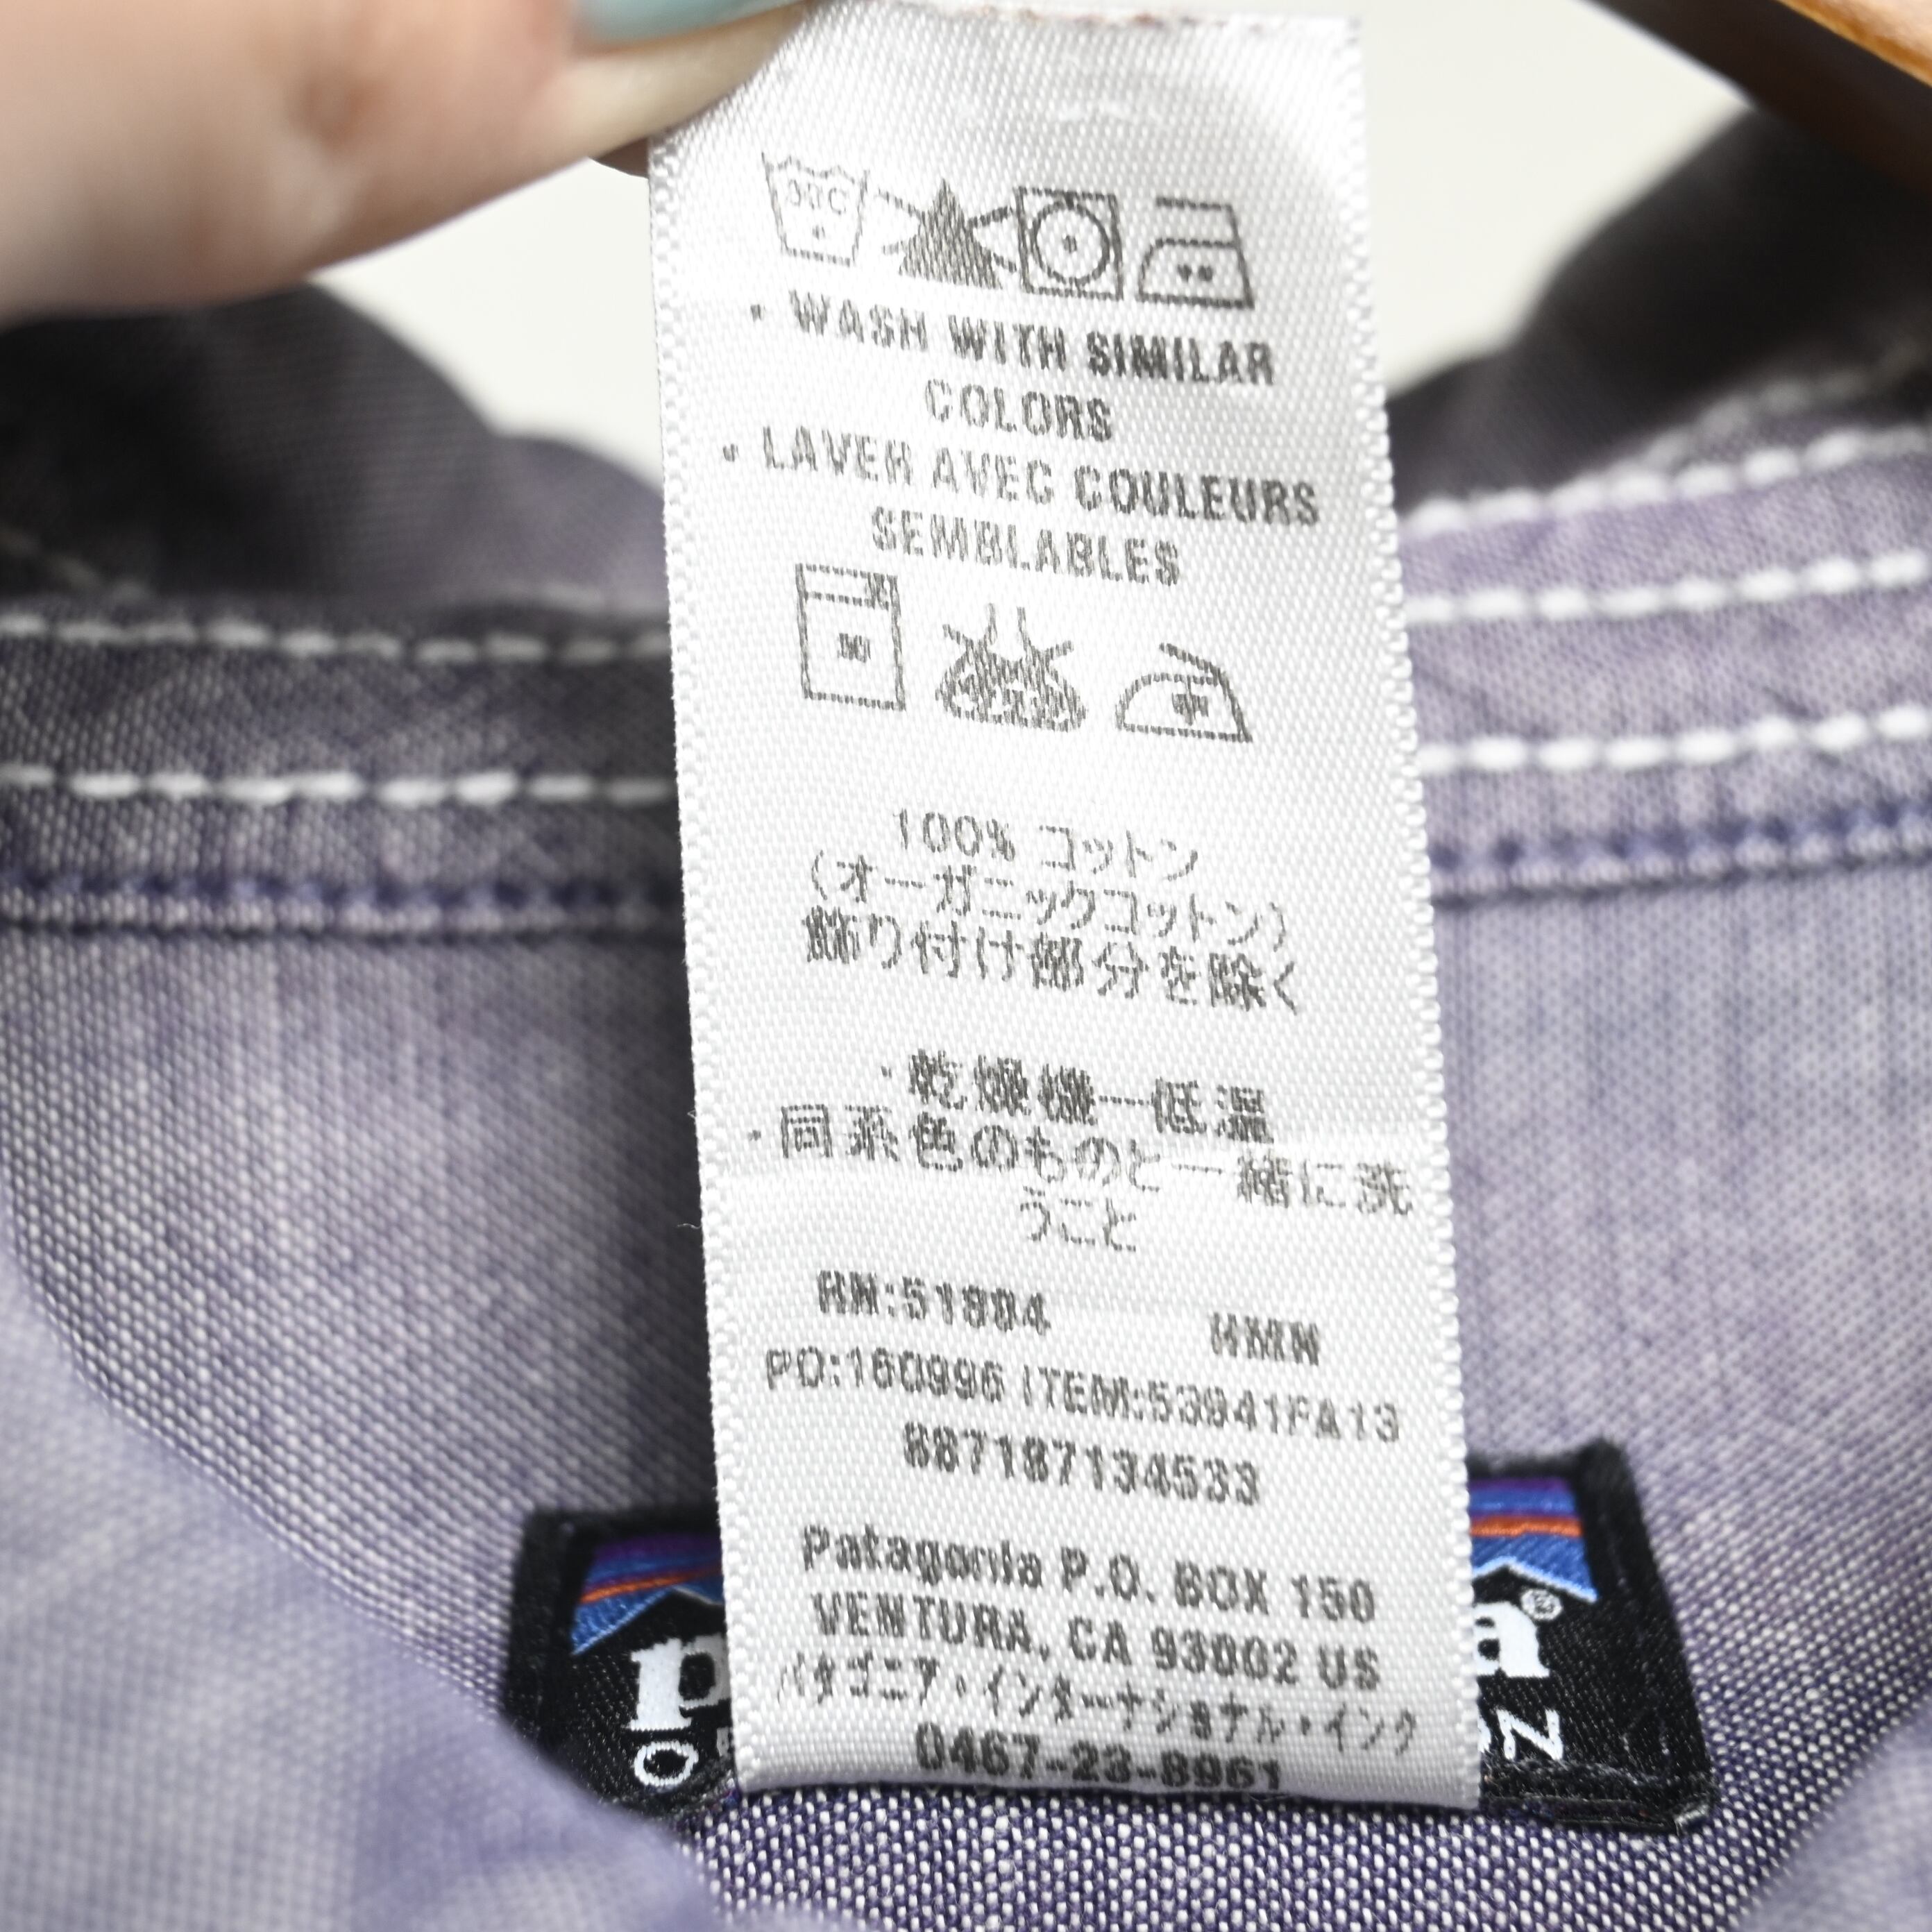 30°C
• WASH WITH SIMILAR
COLORS
• LAVER AVEC COULEURS
SEMBLABLES
100% コットン
(オーガニックコットン)
飾り付け部分を除く
・乾燥機ー低温
・同系色のものと一緒に洗
うこと
RN:51884 HMN
PO:160996 ITEM:53941FA13
887187134533
Patagonia P.O. BOX 150
VENTURA, CA 93002 US
パタゴニア・インターナショナル・インク
0467-23-8961